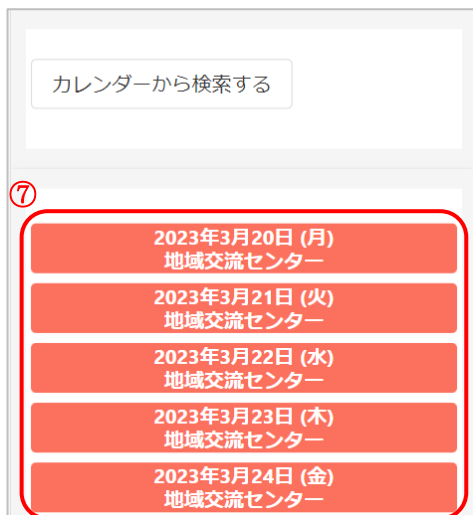 カレンダーから検索する
⑦
2023年3月20日 (月)
地域交流センター
2023年3月21日 (火)
地域交流センター
2023年3月22日 (水)
地域交流センター
2023年3月23日 (木)
地域交流センター
2023年3月24日 (金)
地域交流センター